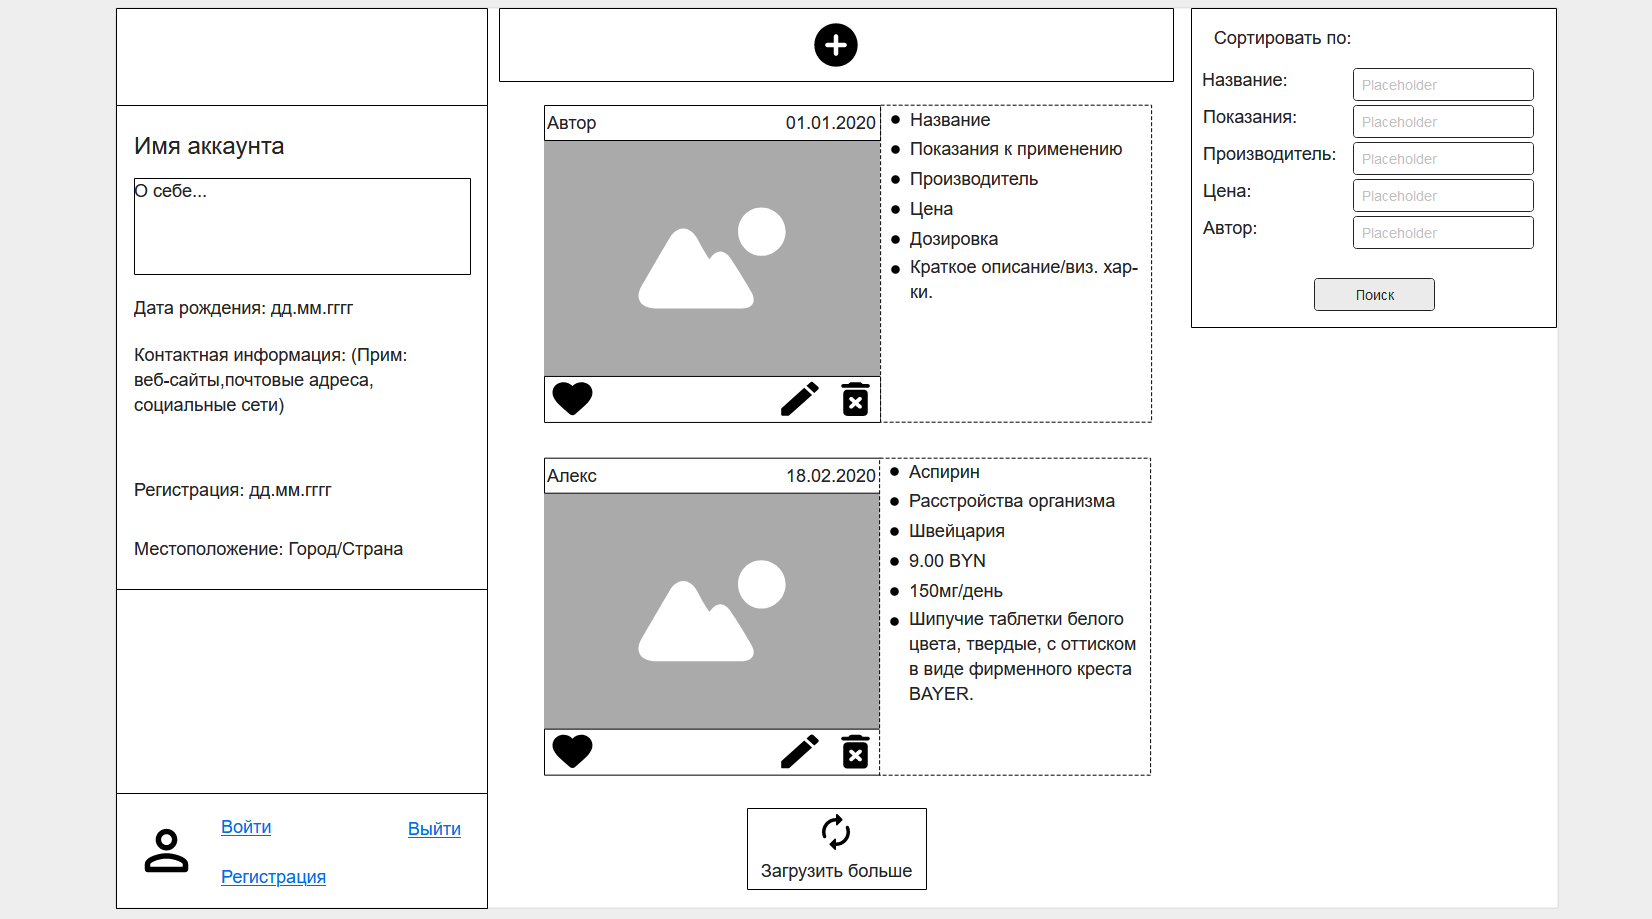 Имя аккаунта
О себе...
Дата рождения: дд.мм.гггг
Контактная информация: (Прим:
веб-сайты,почтовые адреса,
социальные сети)
Регистрация: дд.мм.гггг
Местоположение: Город/Страна
Войти
Выйти
Регистрация
Автор 01.01.2020
Название
Показания к применению
Производитель
Цена
Дозировка
Краткое описание/виз. хар-
ки.
Алекс 18.02.2020
Аспирин
Расстройства организма
Швейцария
9.00 BYN
150мг/день
Шипучие таблетки белого
цвета, твердые, с оттиском
в виде фирменного креста
BAYER.
Загрузить больше
Сортировать по:
Название: Placeholder
Показания: Placeholder
Производитель: Placeholder
Цена: Placeholder
Автор: Placeholder
Поиск